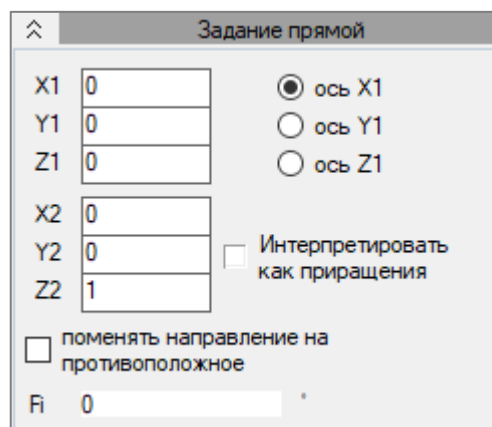 Задание прямой
X1 0 ось X1
Y1 0 ось Y1
Z1 0 ось Z1
X2 0
Y2 0 Интерпретировать
как приращения
Z2 1
поменять направление на
противоположное
Fi 0 °